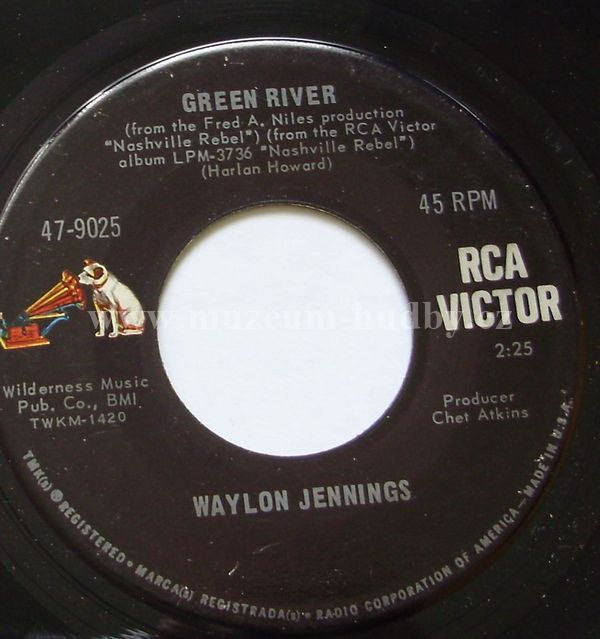 GREEN RIVER
(from the Fred A. Niles production
"Nashville Rebel") (from the RCA Victor
album LPM-3736 "Nashville Rebel")
(Harlan Howard)
47-9025
45 RPM
RCA
VICTOR
www.muzeum-hudby.cz
2:25
Wilderness Music
Pub. Co., BMI
TWKM-1420
Producer
Chet Atkins
WAYLON JENNINGS
TMK(s) ® REGISTERED • MARCA(s) REGISTRADA(s) • RADIO CORPORATION OF AMERICA—MADE IN U.S.A.